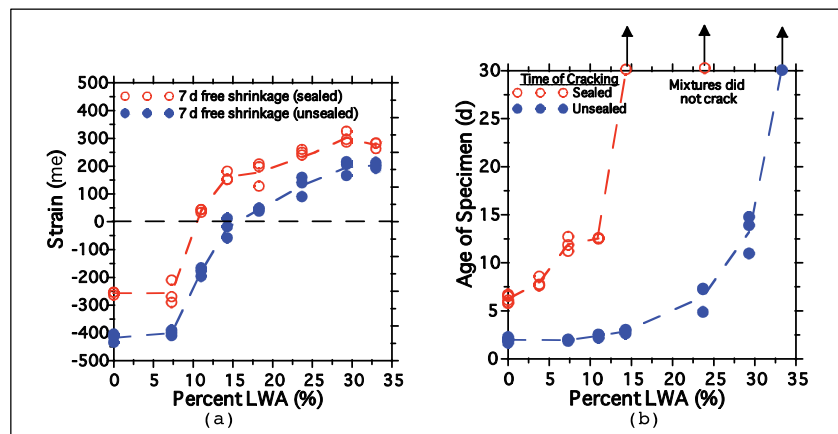 500
400
300
200
100
0
-100
-200
-300
-400
-500
Strain (me)
7 d free shrinkage (sealed)
7 d free shrinkage (unsealed)
0 5 10 15 20 25 30 35
Percent LWA (%)
(a)
30
25
20
15
10
5
0
Age of Specimen (d)
Time of Cracking
Sealed
Unsealed
Mixtures did
not crack
0 5 10 15 20 25 30 35
Percent LWA (%)
(b)